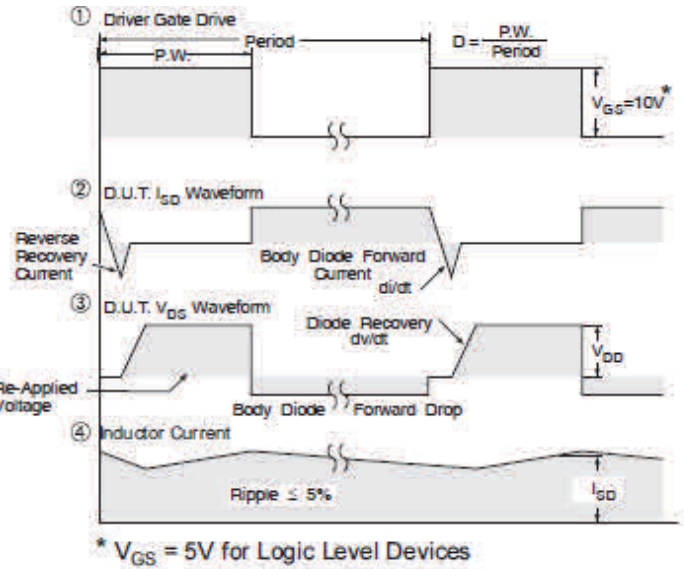 ① Driver Gate Drive
P.W.
Period
D = P.W.
Period
VGS=10V*
② D.U.T. ISD Waveform
Reverse
Recovery
Current
Body Diode Forward
Current
di/dt
③ D.U.T. VDS Waveform
Diode Recovery
dv/dt
VDD
Re-Applied
Voltage
Body Diode
Forward Drop
④ Inductor Current
Ripple ≤ 5%
ISD
* VGS = 5V for Logic Level Devices